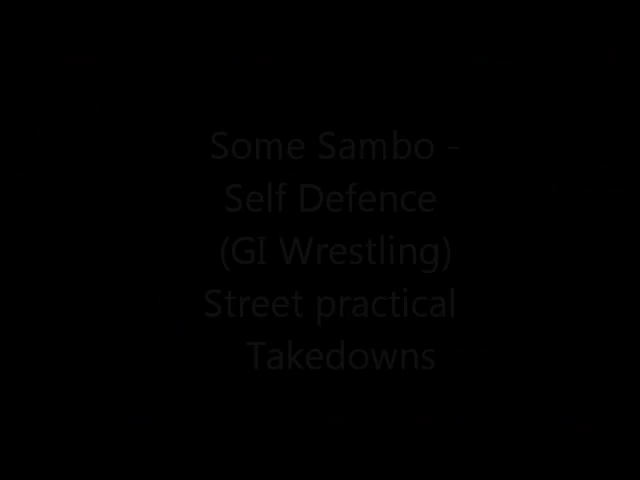 Some Sambo -
Self Defence
(GI Wrestling)
Street practical
Takedowns